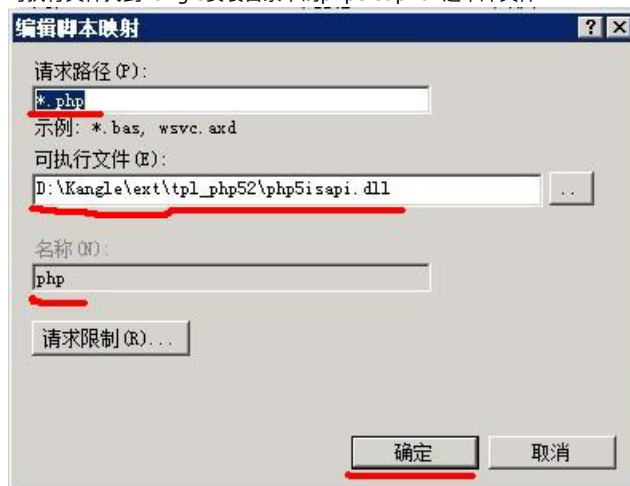 编辑脚本映射
请求路径(P):
*.php
示例: *.bas, wsvc.axd
可执行文件(E):
D:\Kangle\ext\tpl_php52\php5isapi.dll
..
名称(N):
php
请求限制(R)...
确定
取消